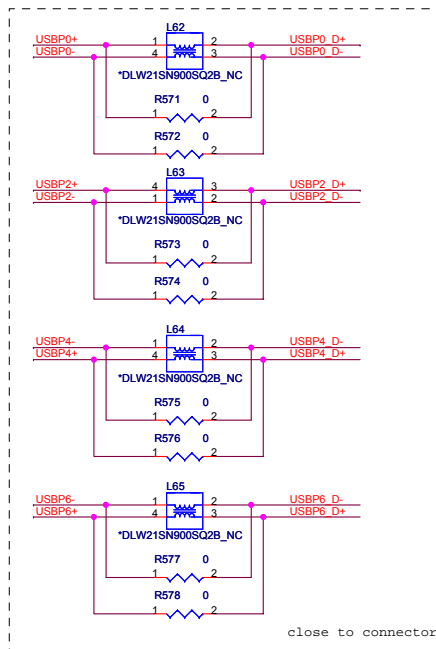 L62
USBP0+ 1 2 USBP0_D+
USBP0- 4 3 USBP0_D-
*DLW21SN900SQ2B_NC
R571 0
1 2
R572 0
1 2
L63
USBP2+ 4 3 USBP2_D+
USBP2- 1 2 USBP2_D-
*DLW21SN900SQ2B_NC
R573 0
1 2
R574 0
1 2
L64
USBP4- 1 2 USBP4_D-
USBP4+ 4 3 USBP4_D+
*DLW21SN900SQ2B_NC
R575 0
1 2
R576 0
1 2
L65
USBP6- 1 2 USBP6_D-
USBP6+ 4 3 USBP6_D+
*DLW21SN900SQ2B_NC
R577 0
1 2
R578 0
1 2
close to connector